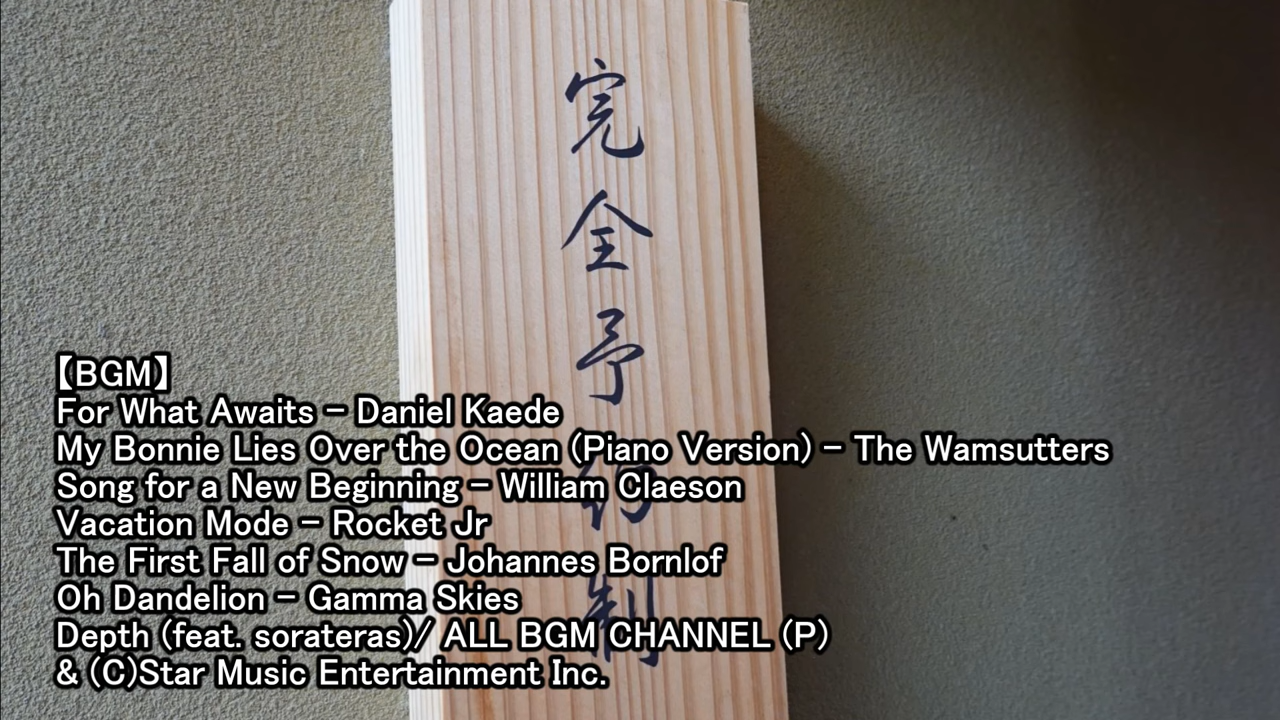 完全予約制
【BGM】
For What Awaits – Daniel Kaede
My Bonnie Lies Over the Ocean (Piano Version) – The Wamsutters
Song for a New Beginning – William Claeson
Vacation Mode – Rocket Jr
The First Fall of Snow – Johannes Bornlof
Oh Dandelion – Gamma Skies
Depth (feat. sorateras)/ ALL BGM CHANNEL (P)
& (C)Star Music Entertainment Inc.